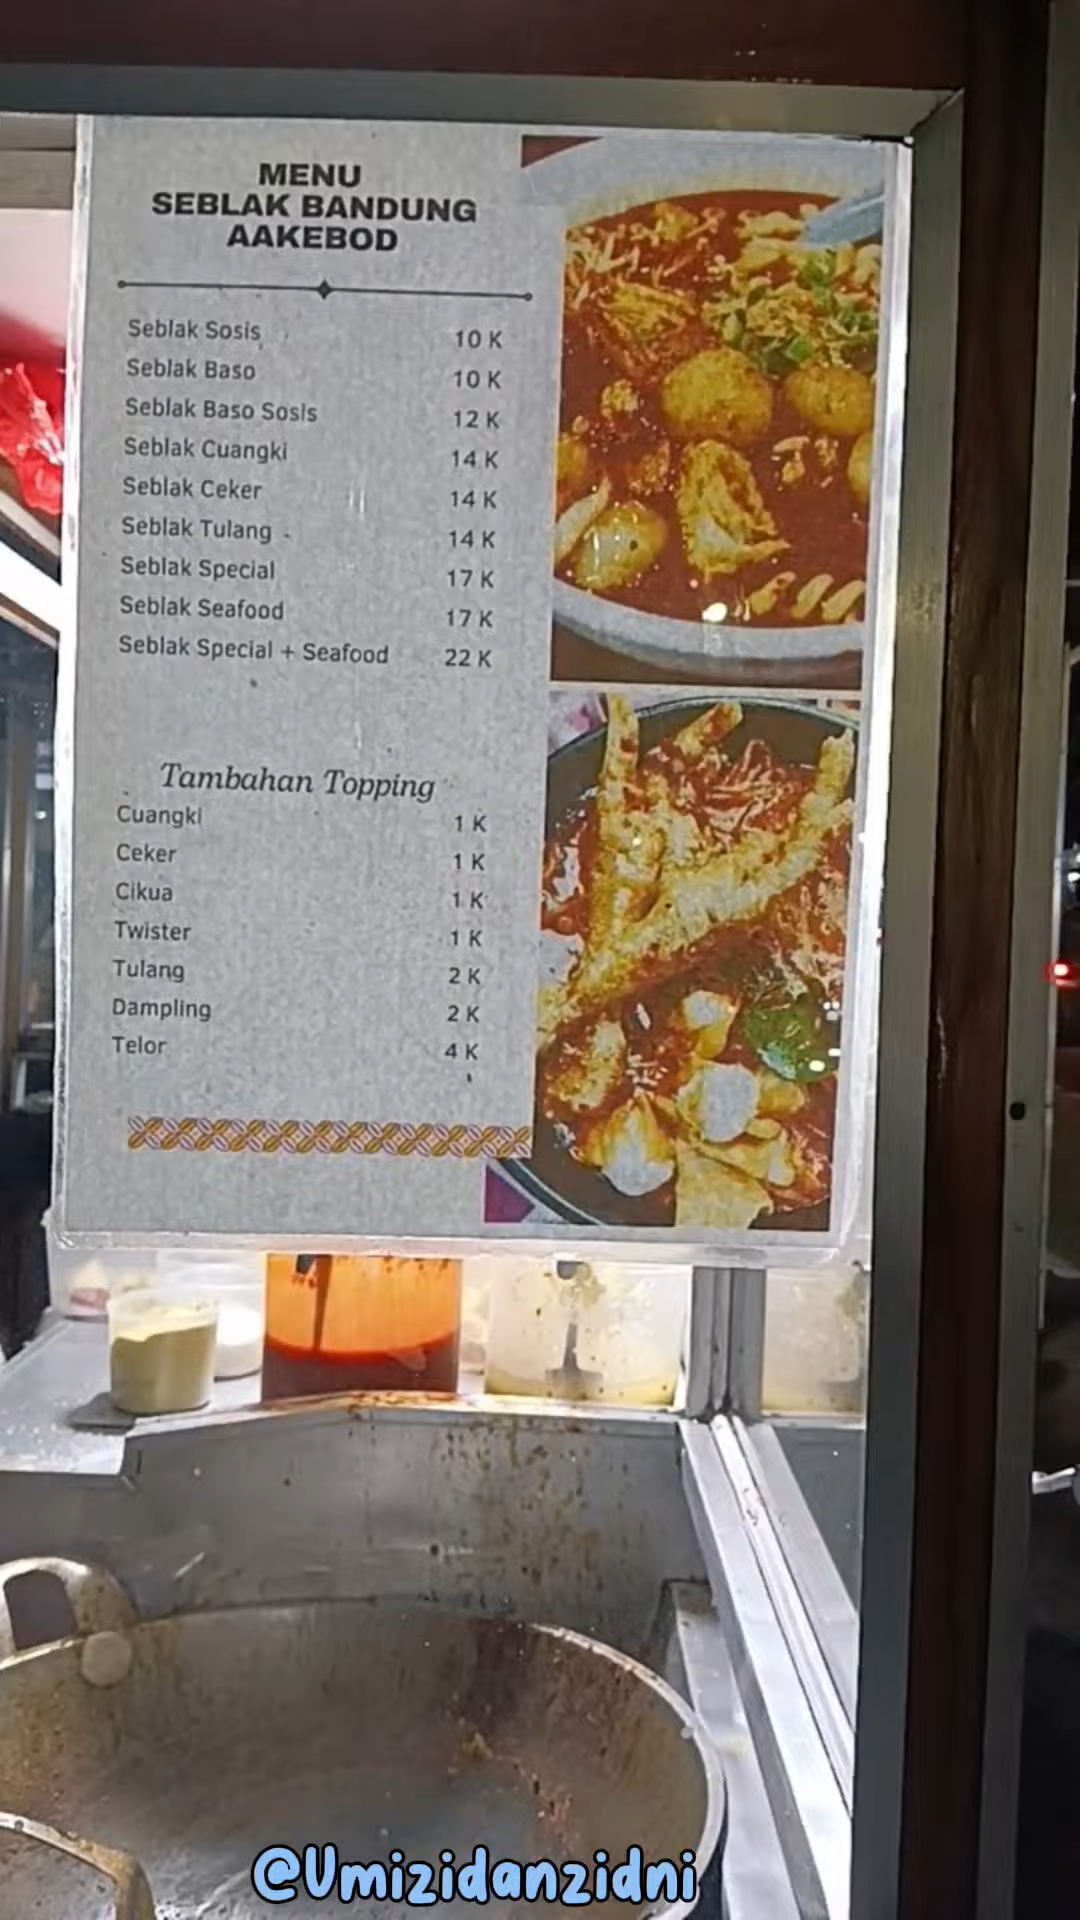 MENU
SEBLAK BANDUNG
AAKEBOD
Seblak Sosis 10 K
Seblak Baso 10 K
Seblak Baso Sosis 12 K
Seblak Cuangki 14 K
Seblak Ceker 14 K
Seblak Tulang 14 K
Seblak Special 17 K
Seblak Seafood 17 K
Seblak Special + Seafood 22 K
Tambahan Topping
Cuangki 1 K
Ceker 1 K
Cikua 1 K
Twister 1 K
Tulang 2 K
Dampling 2 K
Telor 4 K
@Umizidanzidni